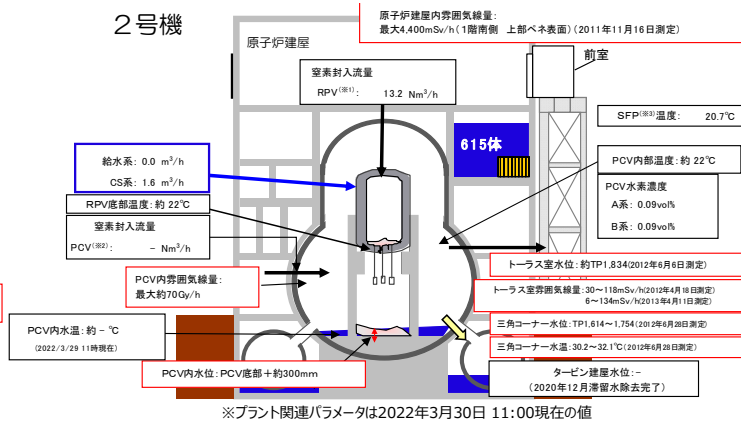 2号機
原子炉建屋内雰囲気線量:
最大4,400mSv/h(1階南側 上部ペネ表面)(2011年11月16日測定)
原子炉建屋
前室
窒素封入流量
RPV(※1): 13.2 Nm³/h
SFP(※3)温度: 20.7℃
615体
給水系: 0.0 m³/h
CS系: 1.6 m³/h
PCV内部温度:約 22℃
PCV水素濃度
A系: 0.09vol%
B系: 0.09vol%
RPV底部温度:約 22℃
窒素封入流量
PCV(※2): - Nm³/h
トーラス室水位:約TP1,834(2012年6月6日測定)
PCV内雰囲気線量:
最大約70Gy/h
トーラス室雰囲気線量:30~118mSv/h(2012年4月18日測定)
6~134mSv/h(2013年4月11日測定)
三角コーナー水位:TP1,614~1,754(2012年6月28日測定)
PCV内水温:約 - ℃
(2022/3/29 11時現在)
三角コーナー水温:30.2~32.1℃(2012年6月28日測定)
PCV内水位:PCV底部+約300mm
タービン建屋水位:-
(2020年12月滞留水除去完了)
※プラント関連パラメータは2022年3月30日 11:00現在の値